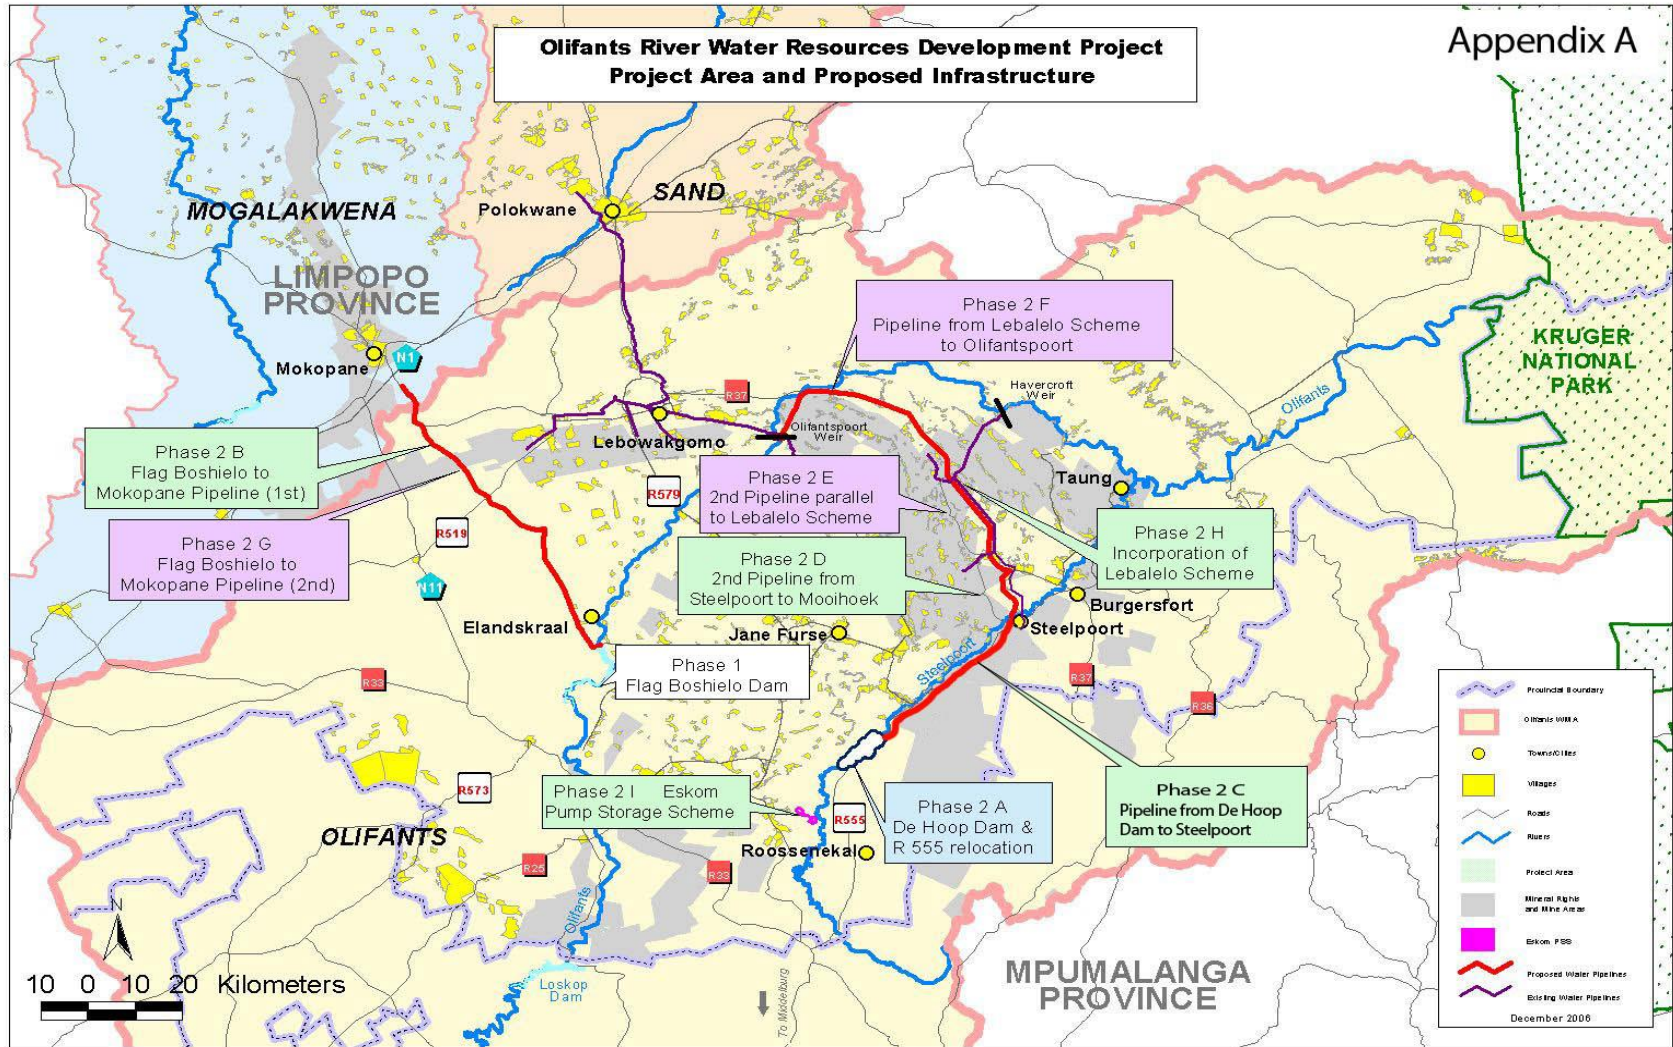 Olifants River Water Resources Development Project
Project Area and Proposed Infrastructure
Appendix A
MOGALAKWENA
SAND
Polokwane
LIMPOPO
PROVINCE
Mokopane
N1
Phase 2 F
Pipeline from Lebalelo Scheme
to Olifantspoort
KRUGER
NATIONAL
PARK
R37
Havercroft
Weir
Olifants
Olifantspoort
Weir
Lebowakgomo
Phase 2 B
Flag Boshielo to
Mokopane Pipeline (1st)
Phase 2 E
2nd Pipeline parallel
to Lebalelo Scheme
Taung
R579
R519
Phase 2 G
Flag Boshielo to
Mokopane Pipeline (2nd)
Phase 2 H
Incorporation of
Lebalelo Scheme
Phase 2 D
2nd Pipeline from
Steelpoort to Mooihoek
N11
Burgersfort
Elandskraal
Jane Furse
Steelpoort
Steelpoort
Phase 1
Flag Boshielo Dam
R33
R37
R36
Phase 2 I Eskom
Pump Storage Scheme
R573
Phase 2 A
De Hoop Dam &
R 555 relocation
Phase 2 C
Pipeline from De Hoop
Dam to Steelpoort
R555
OLIFANTS
Roossenekal
R25
R33
Olifants
N
10 0 10 20 Kilometers
Loskop
Dam
To Middelburg
MPUMALANGA
PROVINCE
Provincial Boundary
Olifants WMA
Towns/Cities
Villages
Roads
Rivers
Project Area
Mineral Rights
and Mine Areas
Eskom PSS
Proposed Water Pipelines
Existing Water Pipelines
December 2006